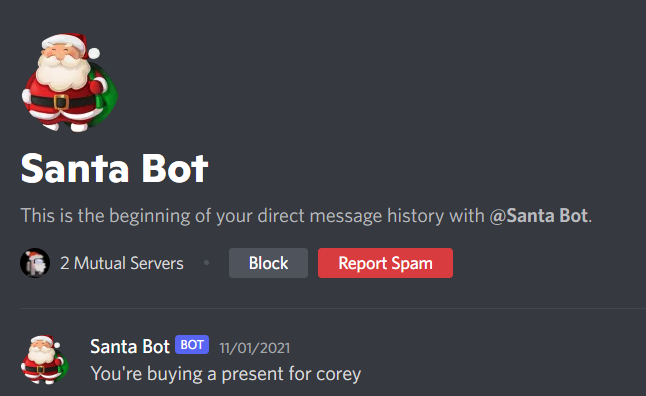 Santa Bot
This is the beginning of your direct message history with @Santa Bot.
2 Mutual Servers • Block Report Spam
Santa Bot BOT 11/01/2021
You're buying a present for corey